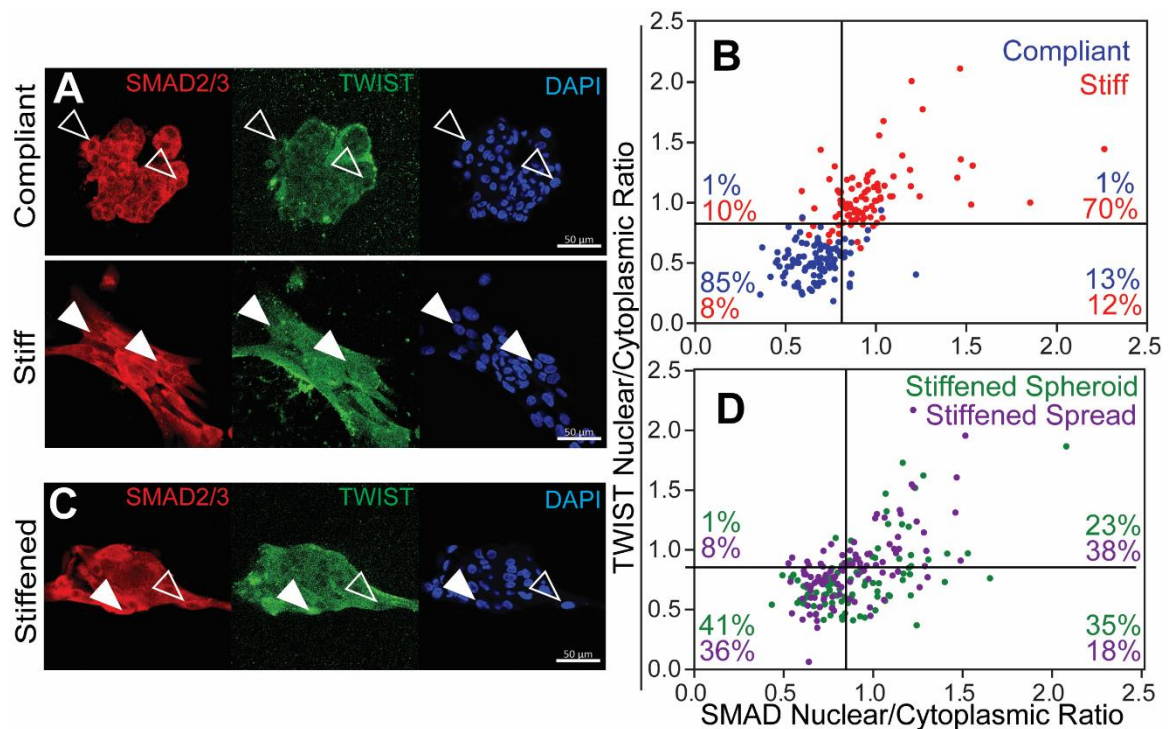 A
SMAD2/3 TWIST DAPI
Compliant
50 µm
Stiff
50 µm
C
SMAD2/3 TWIST DAPI
Stiffened
50 µm
TWIST Nuclear/Cytoplasmic Ratio
B
Compliant
Stiff
2.5
2.0
1.5
1.0
0.5
0.0
1%
10%
1%
70%
85%
8%
13%
12%
0.0 0.5 1.0 1.5 2.0 2.5
D
Stiffened Spheroid
Stiffened Spread
2.5
2.0
1.5
1.0
0.5
0.0
1%
8%
23%
38%
41%
36%
35%
18%
0.0 0.5 1.0 1.5 2.0 2.5
SMAD Nuclear/Cytoplasmic Ratio